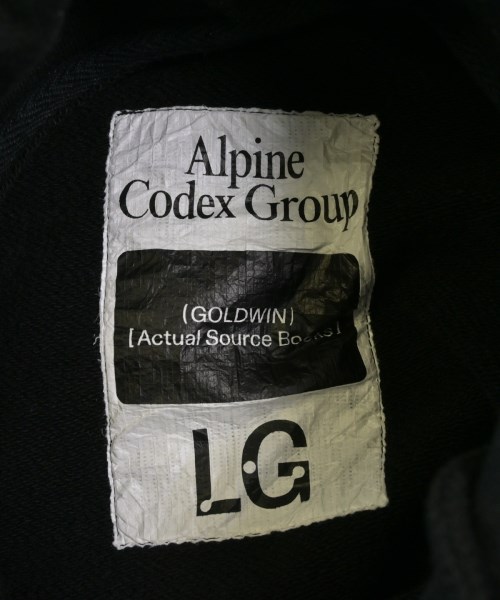 Alpine
Codex Group
(GOLDWIN)
[Actual Source Books]
LG